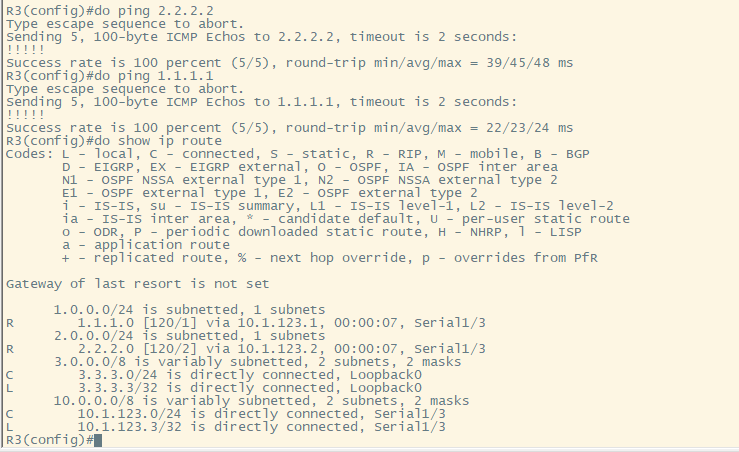 R3(config)#do ping 2.2.2.2
Type escape sequence to abort.
Sending 5, 100-byte ICMP Echos to 2.2.2.2, timeout is 2 seconds:
!!!!!
Success rate is 100 percent (5/5), round-trip min/avg/max = 39/45/48 ms
R3(config)#do ping 1.1.1.1
Type escape sequence to abort.
Sending 5, 100-byte ICMP Echos to 1.1.1.1, timeout is 2 seconds:
!!!!!
Success rate is 100 percent (5/5), round-trip min/avg/max = 22/23/24 ms
R3(config)#do show ip route
Codes: L - local, C - connected, S - static, R - RIP, M - mobile, B - BGP
       D - EIGRP, EX - EIGRP external, O - OSPF, IA - OSPF inter area
       N1 - OSPF NSSA external type 1, N2 - OSPF NSSA external type 2
       E1 - OSPF external type 1, E2 - OSPF external type 2
       i - IS-IS, su - IS-IS summary, L1 - IS-IS level-1, L2 - IS-IS level-2
       ia - IS-IS inter area, * - candidate default, U - per-user static route
       o - ODR, P - periodic downloaded static route, H - NHRP, l - LISP
       a - application route
       + - replicated route, % - next hop override, p - overrides from PfR
Gateway of last resort is not set
      1.0.0.0/24 is subnetted, 1 subnets
R        1.1.1.0 [120/1] via 10.1.123.1, 00:00:07, Serial1/3
      2.0.0.0/24 is subnetted, 1 subnets
R        2.2.2.0 [120/2] via 10.1.123.2, 00:00:07, Serial1/3
      3.0.0.0/8 is variably subnetted, 2 subnets, 2 masks
C        3.3.3.0/24 is directly connected, Loopback0
L        3.3.3.3/32 is directly connected, Loopback0
      10.0.0.0/8 is variably subnetted, 2 subnets, 2 masks
C        10.1.123.0/24 is directly connected, Serial1/3
L        10.1.123.3/32 is directly connected, Serial1/3
R3(config)#